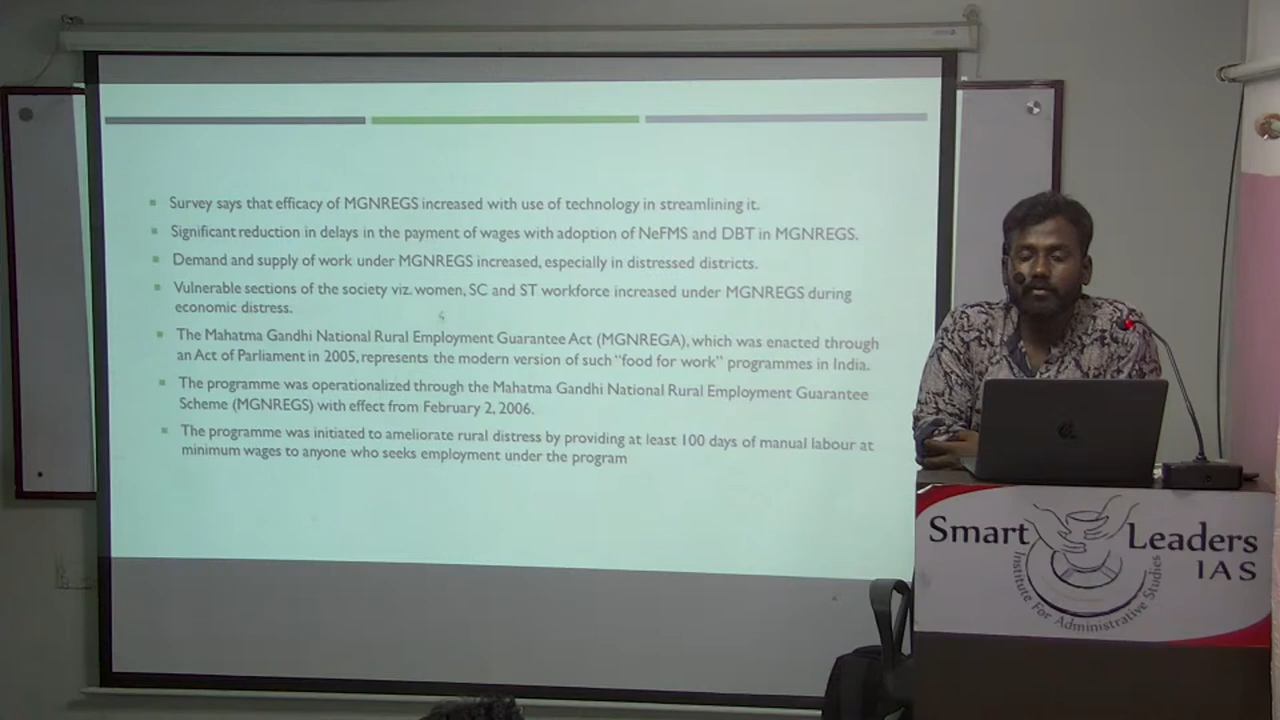 Survey says that efficacy of MGNREGS increased with use of technology in streamlining it.
Significant reduction in delays in the payment of wages with adoption of NeFMS and DBT in MGNREGS.
Demand and supply of work under MGNREGS increased, especially in distressed districts.
Vulnerable sections of the society viz. women, SC and ST workforce increased under MGNREGS during
economic distress.
The Mahatma Gandhi National Rural Employment Guarantee Act (MGNREGA), which was enacted through
an Act of Parliament in 2005, represents the modern version of such "food for work" programmes in India.
The programme was operationalized through the Mahatma Gandhi National Rural Employment Guarantee
Scheme (MGNREGS) with effect from February 2, 2006.
The programme was initiated to ameliorate rural distress by providing at least 100 days of manual labour at
minimum wages to anyone who seeks employment under the program
Smart Leaders
IAS
Institute For Administrative Studies